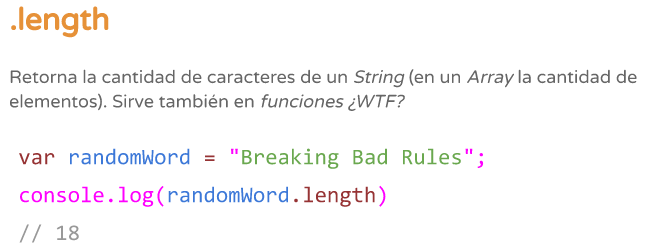 .length
Retorna la cantidad de caracteres de un String (en un Array la cantidad de
elementos). Sirve también en funciones ¿WTF?
var randomWord = "Breaking Bad Rules";
console.log(randomWord.length)
// 18